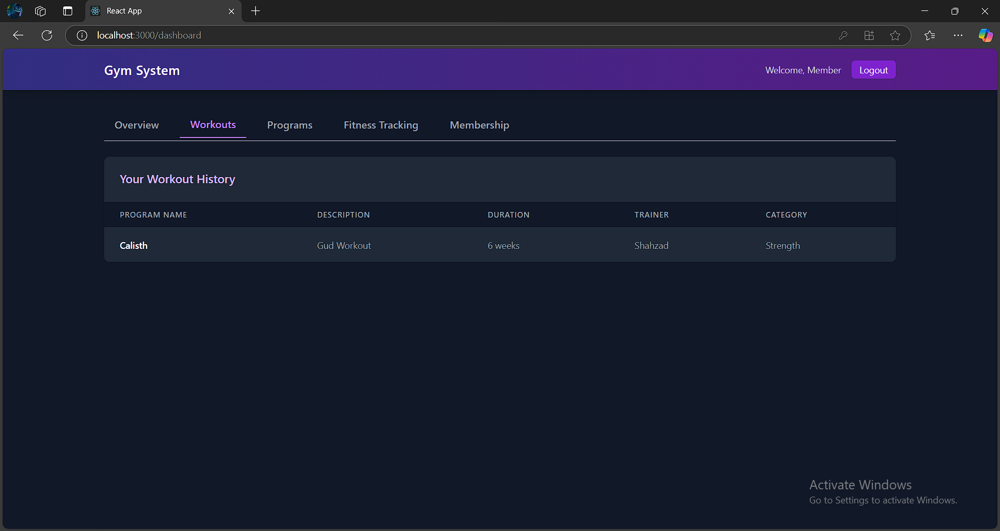 React App
localhost:3000/dashboard
Gym System
Welcome, Member
Logout
Overview
Workouts
Programs
Fitness Tracking
Membership
Your Workout History
PROGRAM NAME
DESCRIPTION
DURATION
TRAINER
CATEGORY
Calisth
Gud Workout
6 weeks
Shahzad
Strength
Activate Windows
Go to Settings to activate Windows.